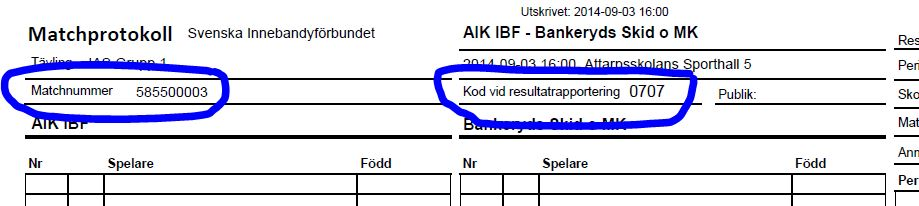 Utskrivet: 2014-09-03 16:00
Matchprotokoll Svenska Innebandyförbundet
AIK IBF - Bankeryds Skid o MK
Res
Tävling: IAS Grupp 1
2014-09-03 16:00, Attarpsskolans Sporthall 5
Peri
Matchnummer 585500003
Kod vid resultatrapportering 0707
Publik:
Sko
AIK IBF
Bankeryds Skid o MK
Mat
Ann
Nr Spelare Född
Nr Spelare Född
Per